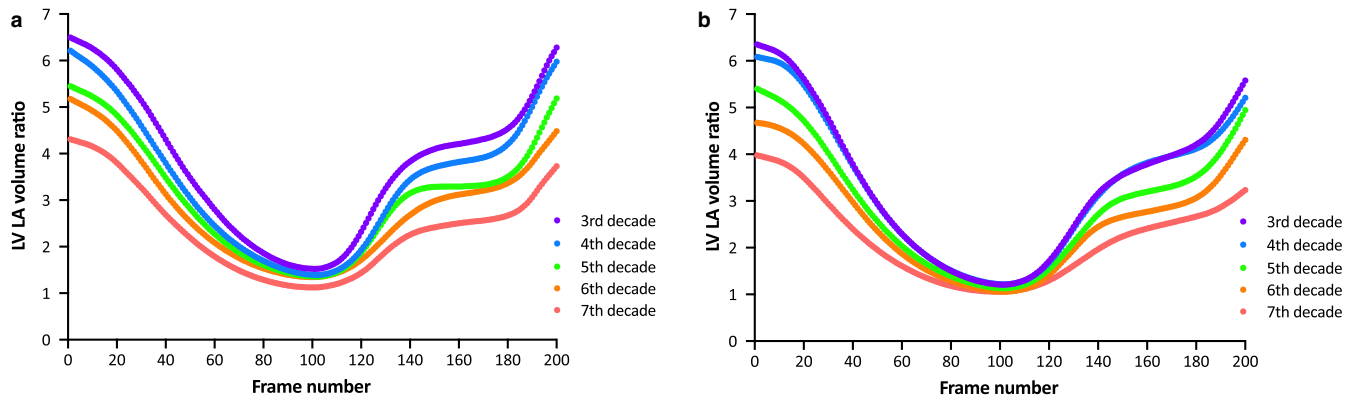 a
LV LA volume ratio
7
6
5
4
3
2
1
0
0 20 40 60 80 100 120 140 160 180 200
Frame number
3rd decade
4th decade
5th decade
6th decade
7th decade
b
LV LA volume ratio
7
6
5
4
3
2
1
0
0 20 40 60 80 100 120 140 160 180 200
Frame number
3rd decade
4th decade
5th decade
6th decade
7th decade